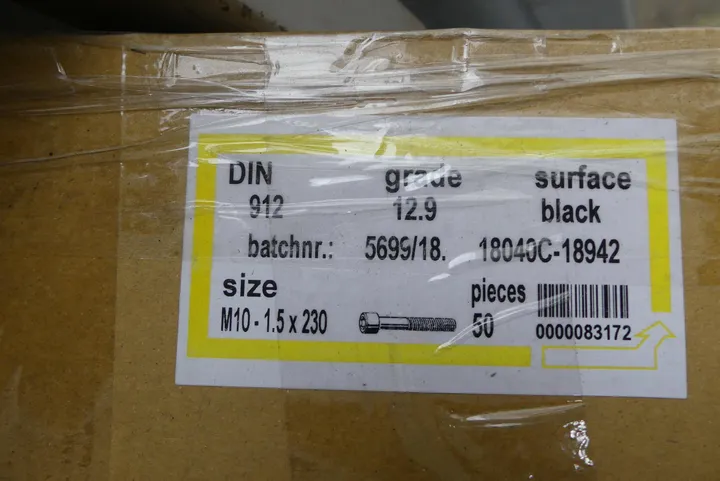 DIN grade surface
912 12.9 black
batchnr.: 5699/18. 18040C-18942
size pieces
M10 - 1.5 x 230 50 0000083172